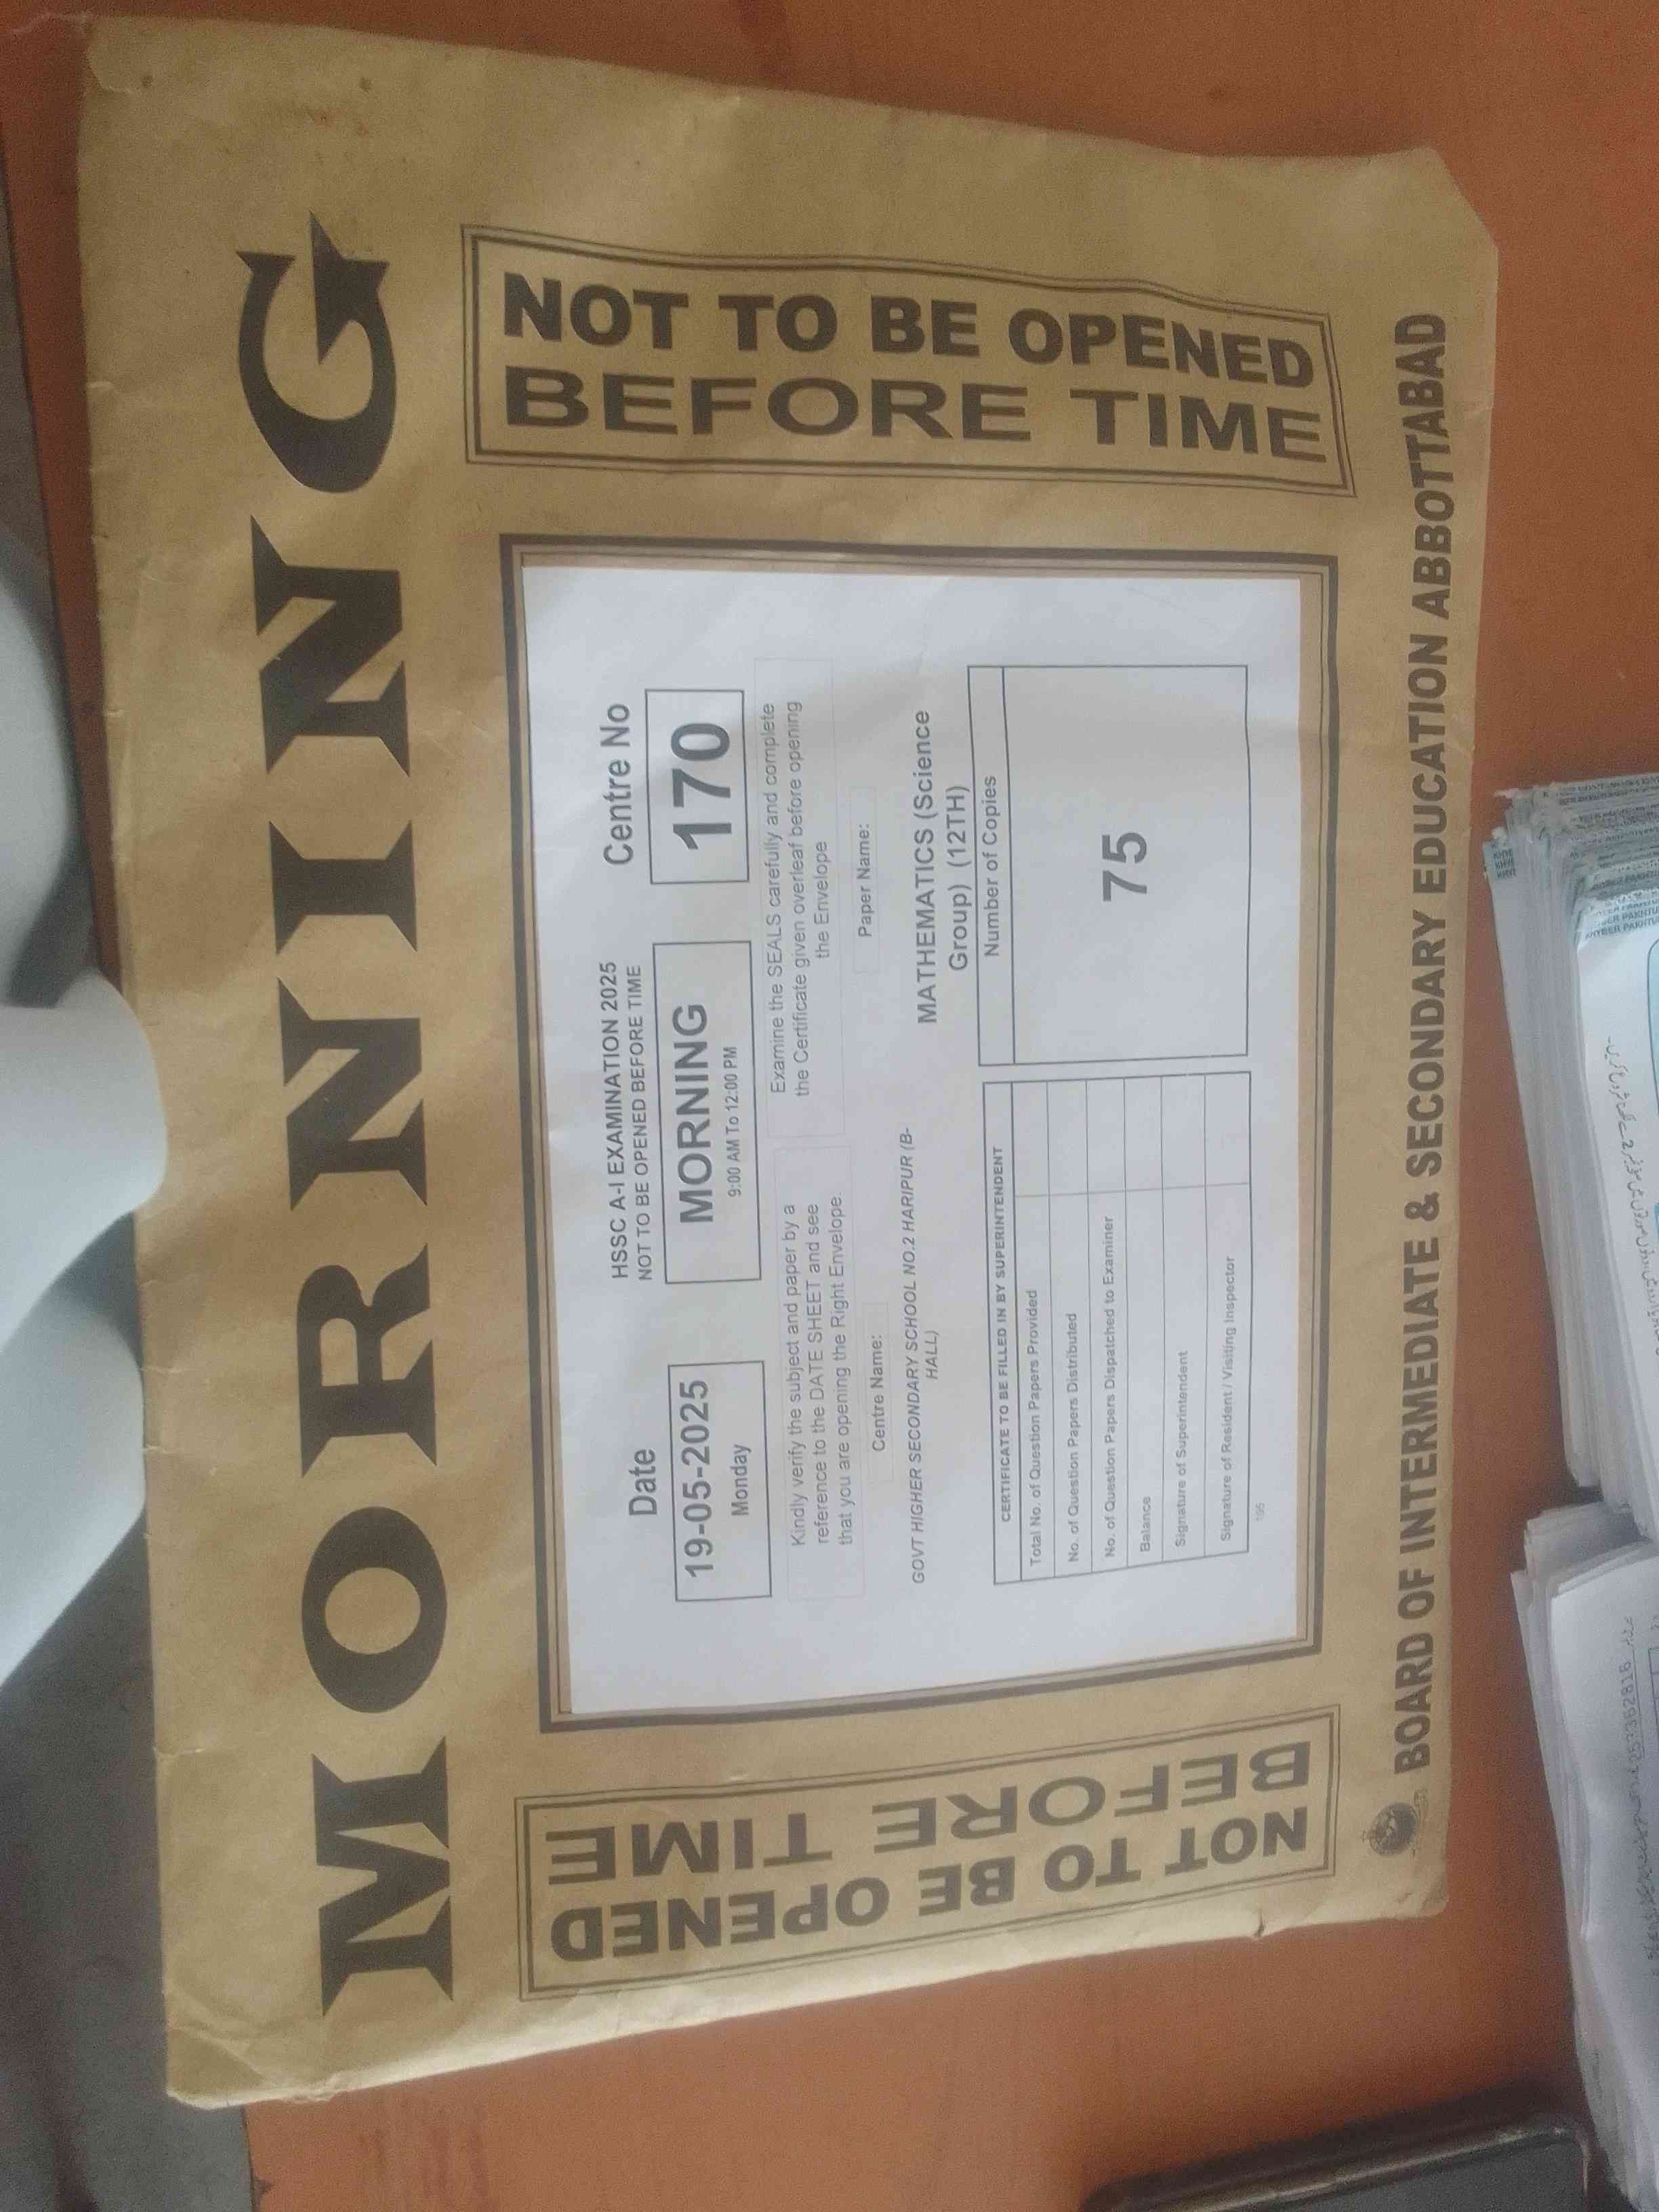 MORNING
NOT TO BE OPENED
BEFORE TIME
Date
19-05-2025
Monday
HSSC A-I EXAMINATION 2025
NOT TO BE OPENED BEFORE TIME
MORNING
9:00 AM To 12:00 PM
Centre No
170
Kindly verify the subject and paper by a
reference to the DATE SHEET and see
that you are opening the Right Envelope.
Examine the SEALS carefully and complete
the Certificate given overleaf before opening
the Envelope
Centre Name:
GOVT HIGHER SECONDARY SCHOOL NO.2 HARIPUR (B-
HALL)
Paper Name:
MATHEMATICS (Science
Group) (12TH)
CERTIFICATE TO BE FILLED IN BY SUPERINTENDENT
Total No. of Question Papers Provided
No. of Question Papers Distributed
No. of Question Papers Dispatched to Examiner
Balance
Signature of Superintendent
Signature of Resident / Visiting Inspector
Number of Copies
75
195
NOT TO BE OPENED
BEFORE TIME
BOARD OF INTERMEDIATE & SECONDARY EDUCATION ABBOTTABAD